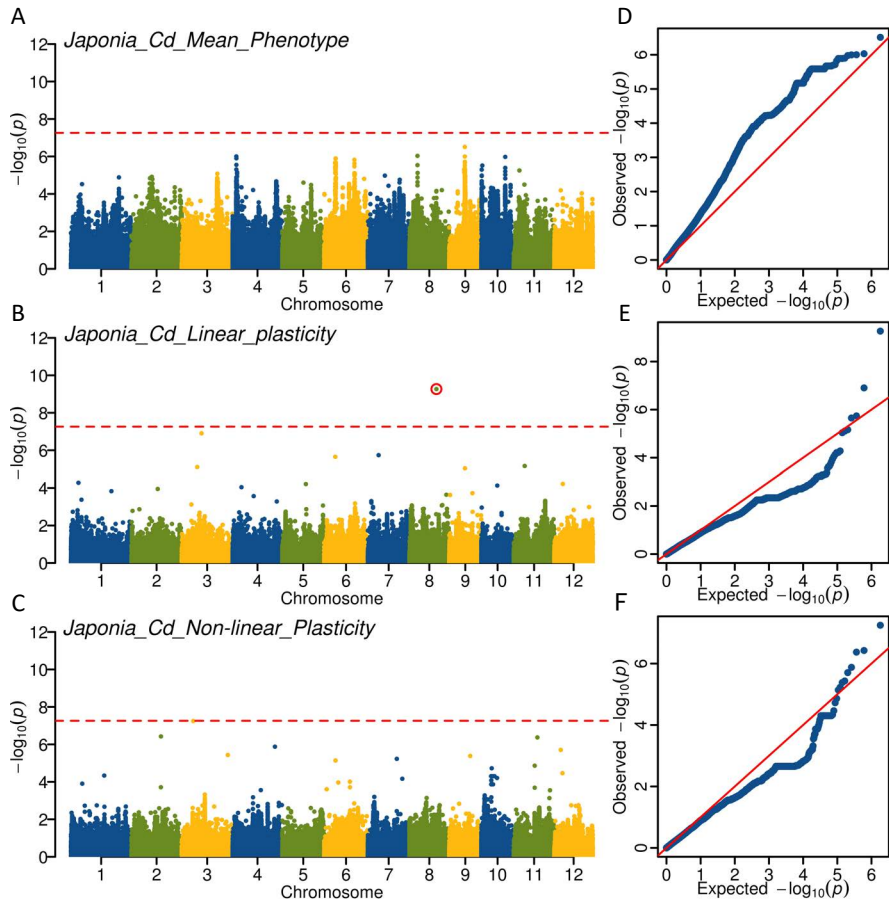 A
Japonia_Cd_Mean_Phenotype
12
10
8
6
4
2
0
−log10(p)
1 2 3 4 5 6 7 8 9 10 11 12
Chromosome
D
6
5
4
3
2
1
0
Observed −log10(p)
0 1 2 3 4 5 6
Expected −log10(p)
B
Japonia_Cd_Linear_plasticity
12
10
8
6
4
2
0
−log10(p)
1 2 3 4 5 6 7 8 9 10 11 12
Chromosome
E
8
6
4
2
0
Observed −log10(p)
0 1 2 3 4 5 6
Expected −log10(p)
C
Japonia_Cd_Non-linear_Plasticity
12
10
8
6
4
2
0
−log10(p)
1 2 3 4 5 6 7 8 9 10 11 12
Chromosome
F
6
4
2
0
Observed −log10(p)
0 1 2 3 4 5 6
Expected −log10(p)